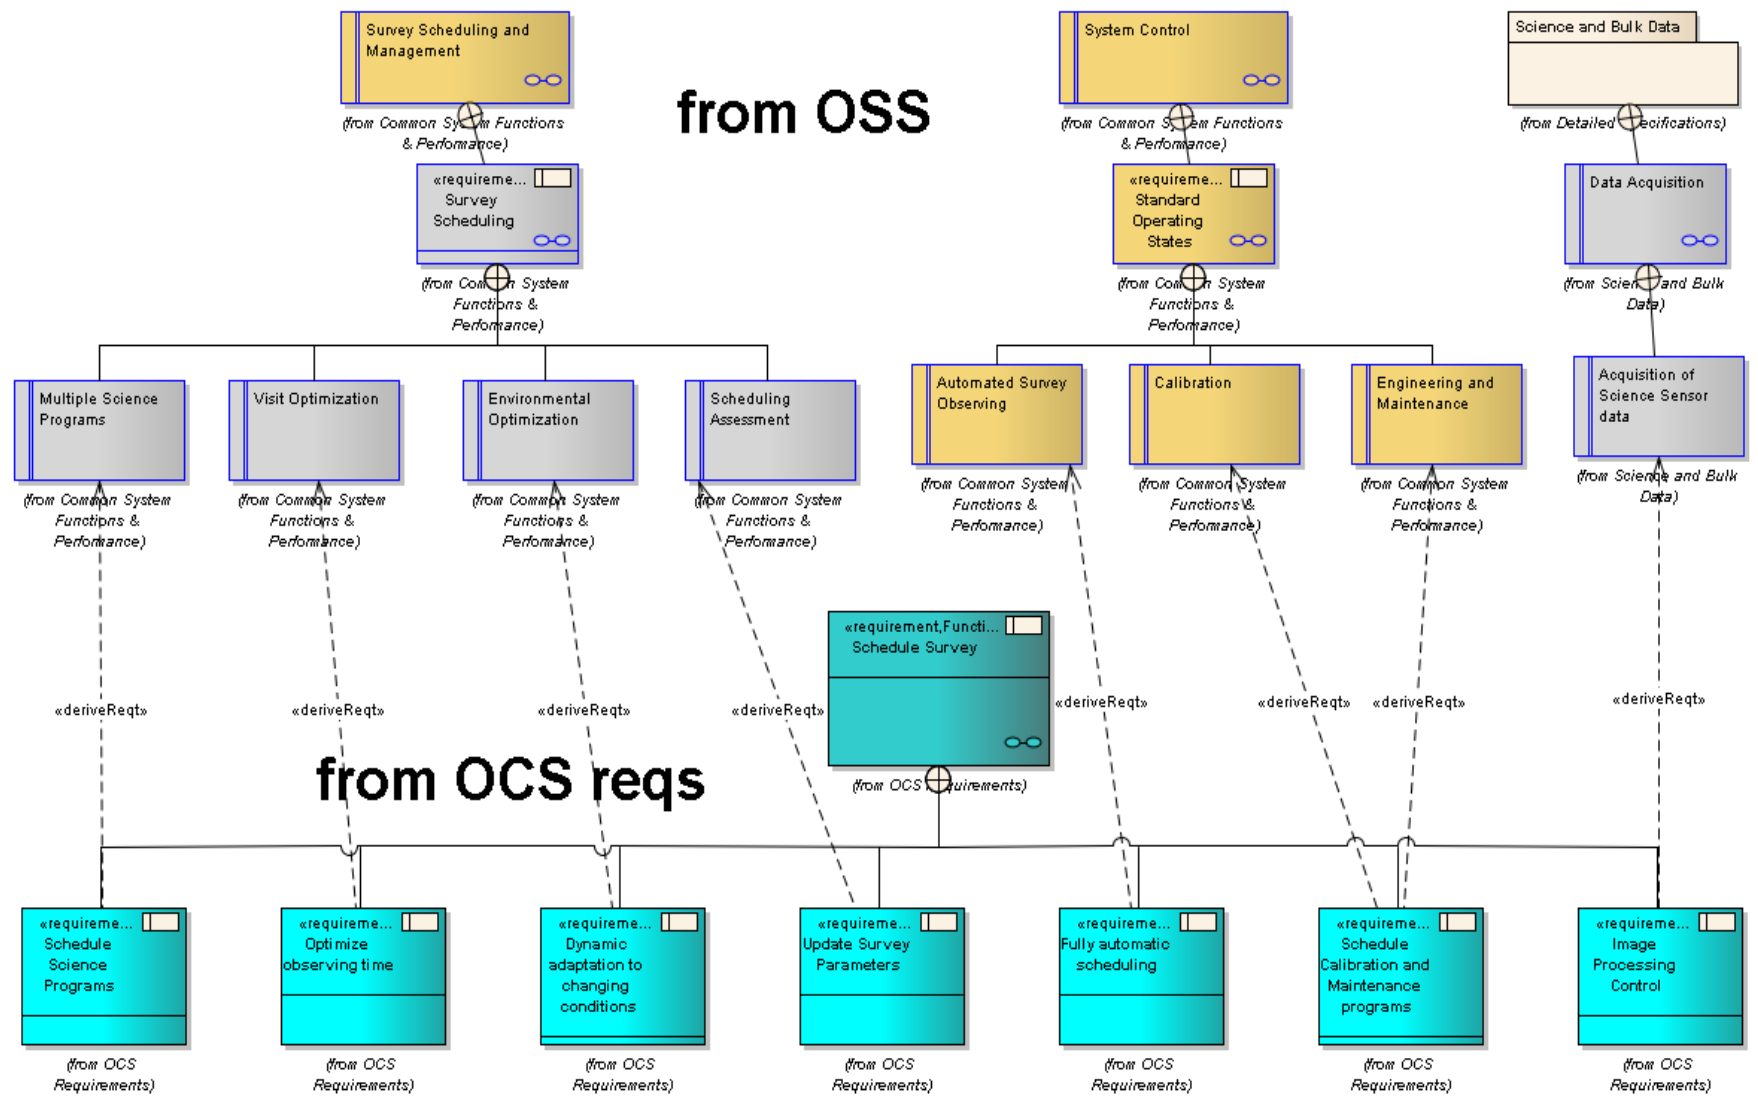 Survey Scheduling and
Management
(from Common System Functions
& Performance)
System Control
(from Common System Functions
& Performance)
Science and Bulk Data
(from Detailed Specifications)
from OSS
«requireme...
Survey
Scheduling
(from Common System
Functions &
Performance)
«requireme...
Standard
Operating
States
(from Common System
Functions &
Performance)
Data Acquisition
(from Science and Bulk
Data)
Multiple Science
Programs
(from Common System
Functions &
Performance)
Visit Optimization
(from Common System
Functions &
Performance)
Environmental
Optimization
(from Common System
Functions &
Performance)
Scheduling
Assessment
(from Common System
Functions &
Performance)
Automated Survey
Observing
(from Common System
Functions &
Performance)
Calibration
(from Common System
Functions &
Performance)
Engineering and
Maintenance
(from Common System
Functions &
Performance)
Acquisition of
Science Sensor
data
(from Science and Bulk
Data)
«requirement,Functi...
Schedule Survey
(from OCS Requirements)
«deriveReqt»
«deriveReqt»
«deriveReqt»
«deriveReqt»
«deriveReqt»
«deriveReqt»
«deriveReqt»
«deriveReqt»
from OCS reqs
«requireme...
Schedule
Science
Programs
(from OCS
Requirements)
«requireme...
Optimize
observing time
(from OCS
Requirements)
«requireme...
Dynamic
adaptation to
changing
conditions
(from OCS
Requirements)
«requireme...
Update Survey
Parameters
(from OCS
Requirements)
«requireme...
Fully automatic
scheduling
(from OCS
Requirements)
«requireme...
Schedule
Calibration and
Maintenance
programs
(from OCS
Requirements)
«requireme...
Image
Processing
Control
(from OCS
Requirements)